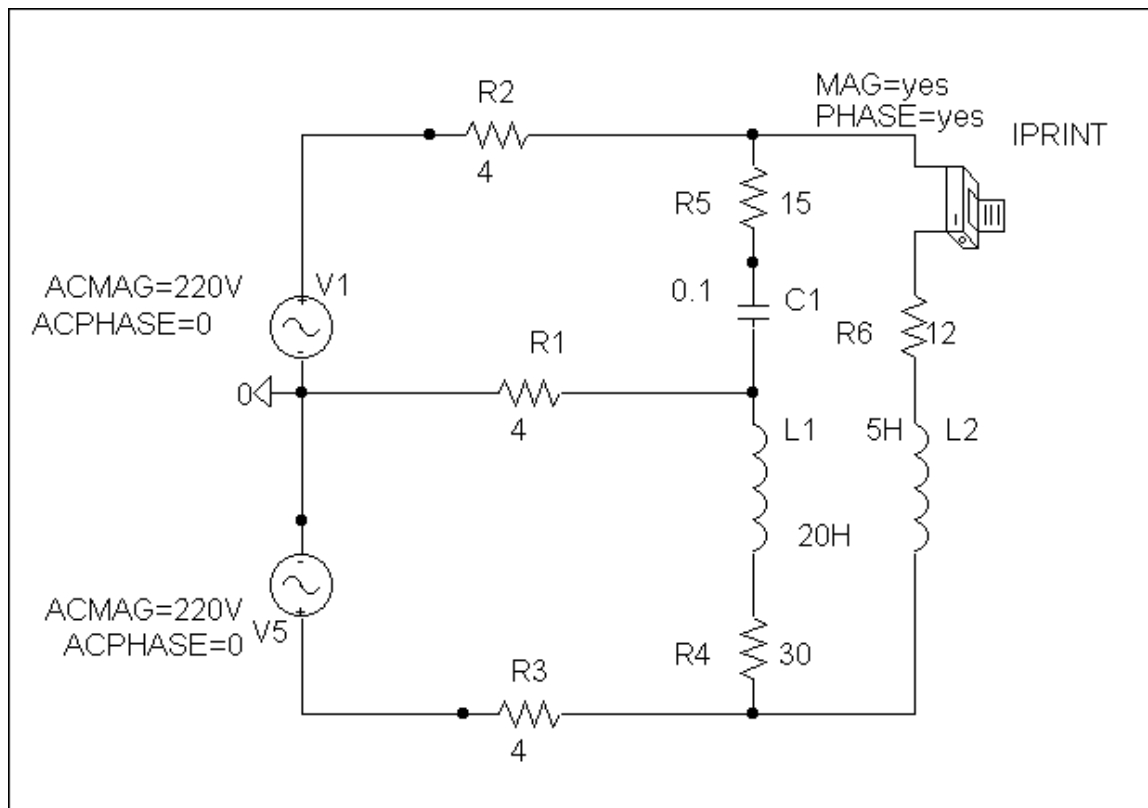 MAG=yes
PHASE=yes
IPRINT
R2
4
R5
15
ACMAG=220V
ACPHASE=0
V1
0.1
C1
R6
12
R1
4
0
L1
5H
L2
20H
ACMAG=220V
ACPHASE=0
V5
R4
30
R3
4